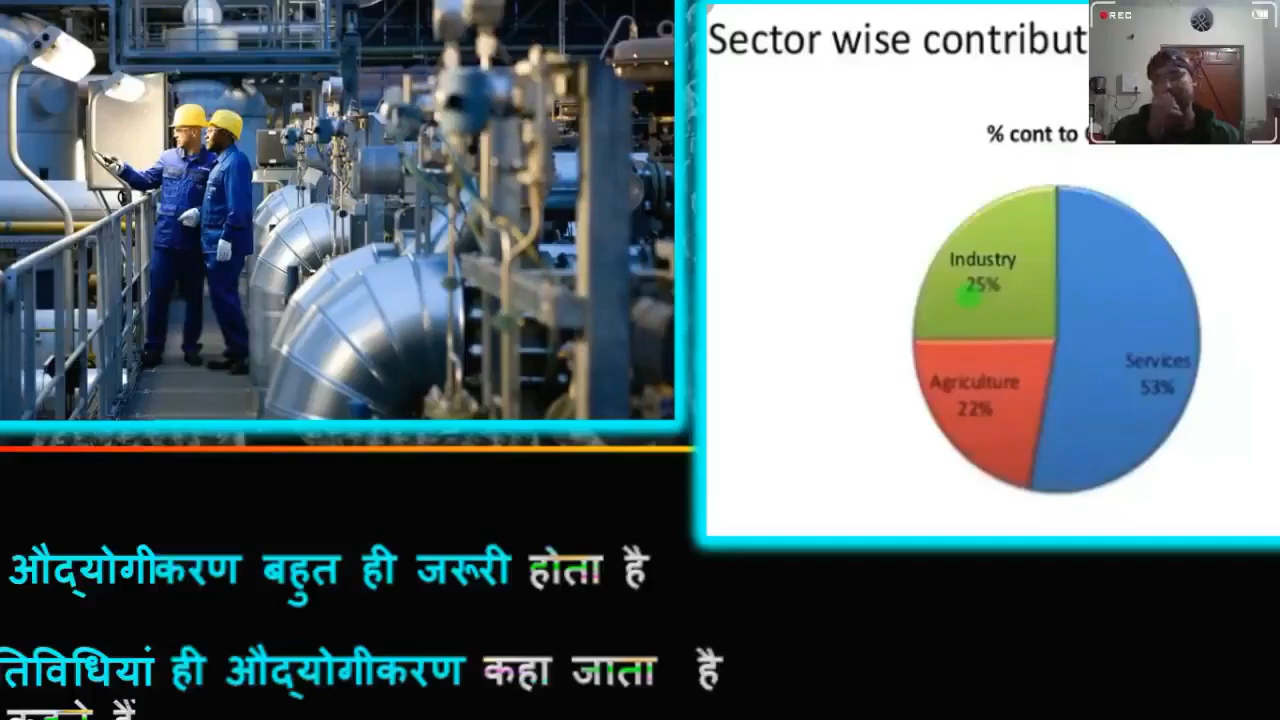 Sector wise contribut
REC
% cont to
Industry
25%
Services
53%
Agriculture
22%
औद्योगीकरण बहुत ही जरूरी होता है
तिविधियां ही औद्योगीकरण कहा जाता है